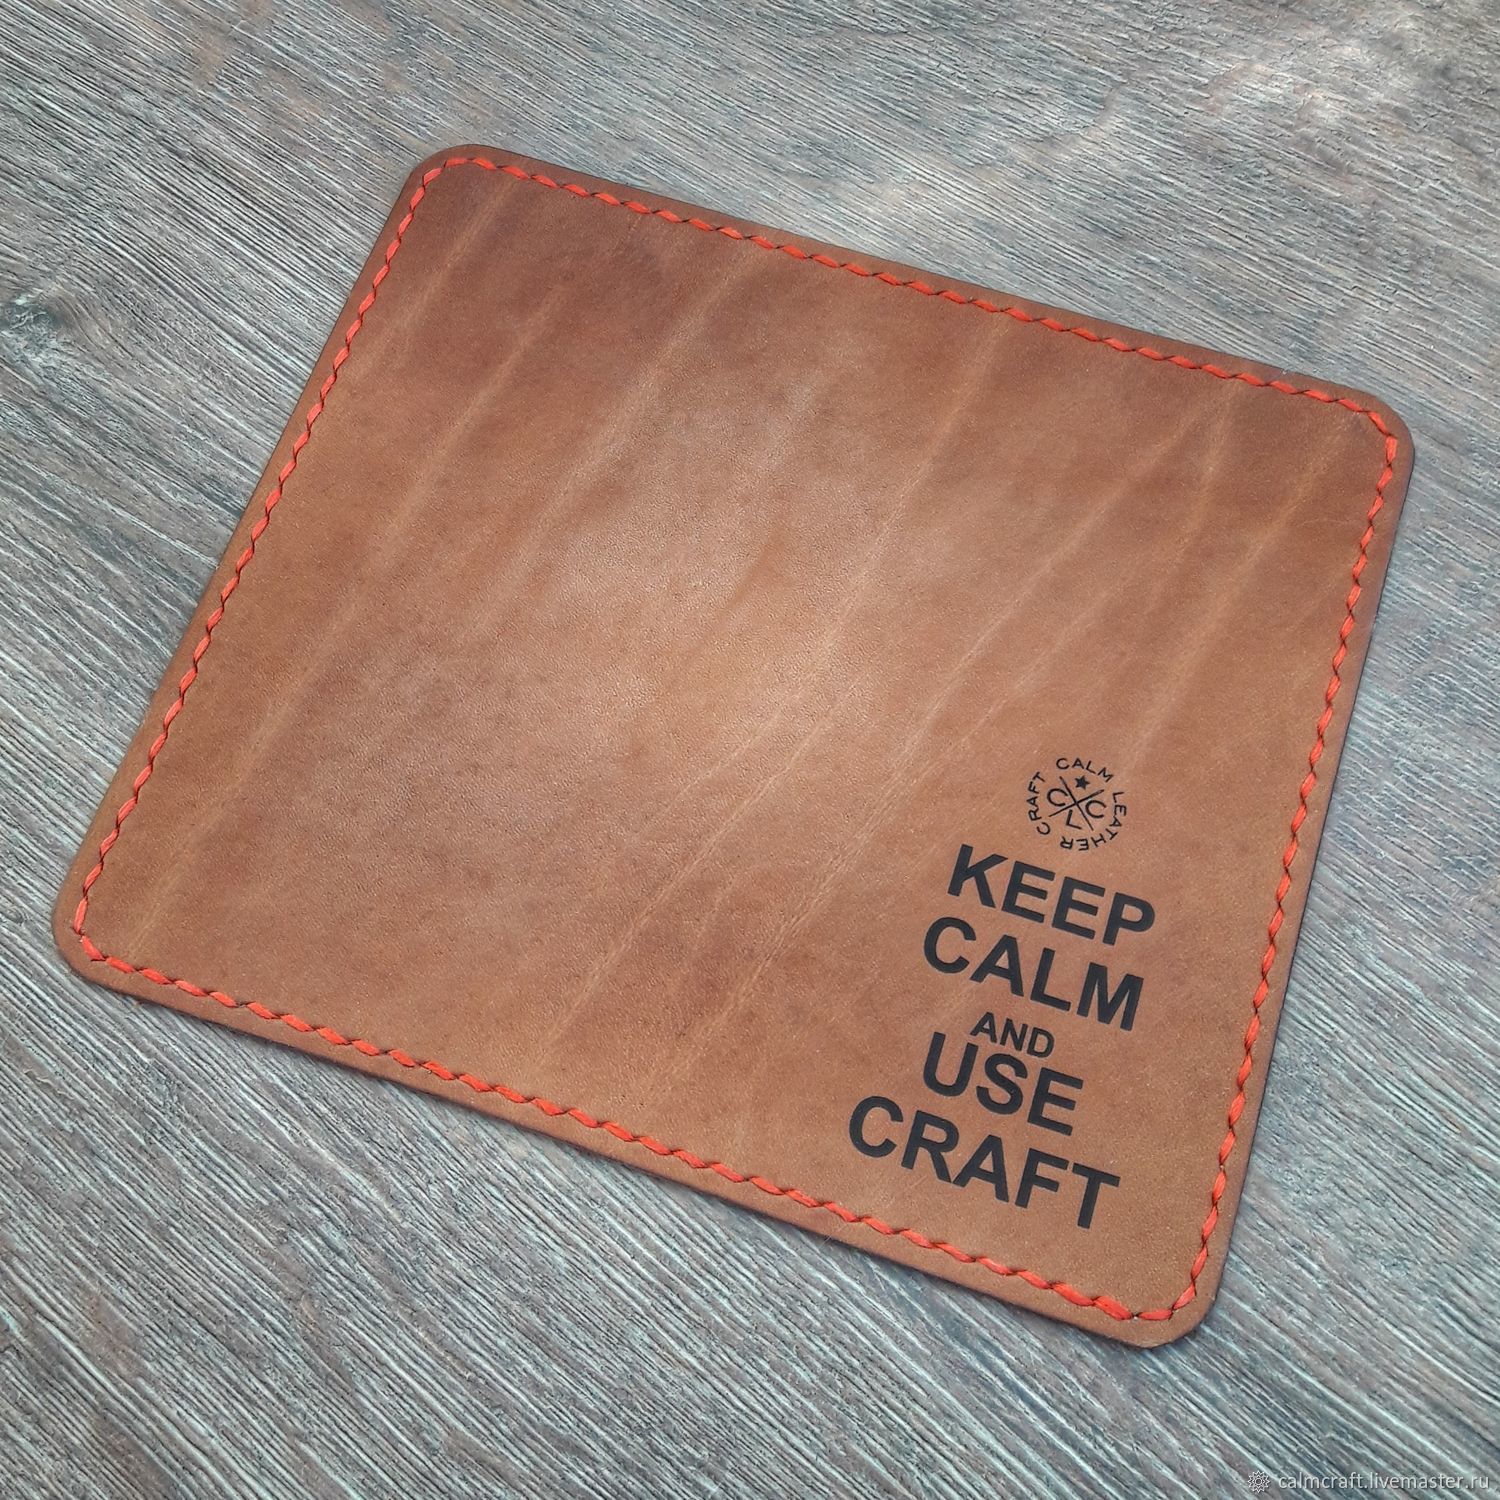 CALM LEATHER CRAFT
C C
L
KEEP
CALM
AND
USE
CRAFT
calmcraft.livemaster.ru